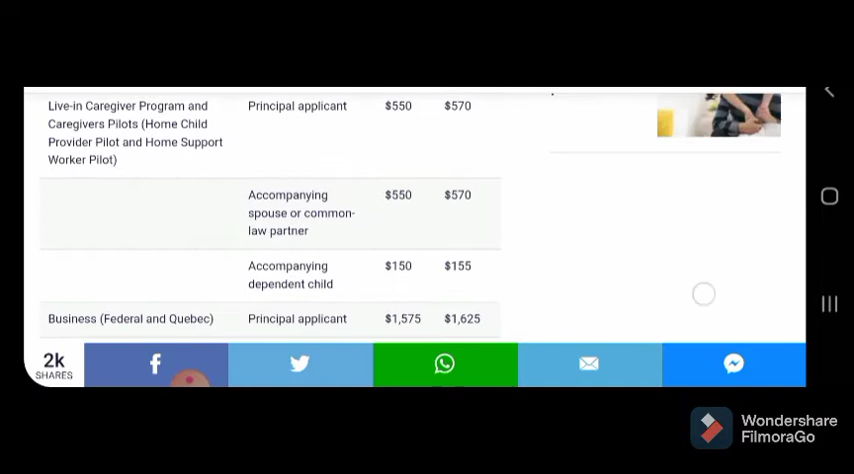 Live-in Caregiver Program and Principal applicant $550 $570
Caregivers Pilots (Home Child
Provider Pilot and Home Support
Worker Pilot)
Accompanying $550 $570
spouse or common-
law partner
Accompanying $150 $155
dependent child
Business (Federal and Quebec) Principal applicant $1,575 $1,625
2k
SHARES
Wondershare
FilmoraGo